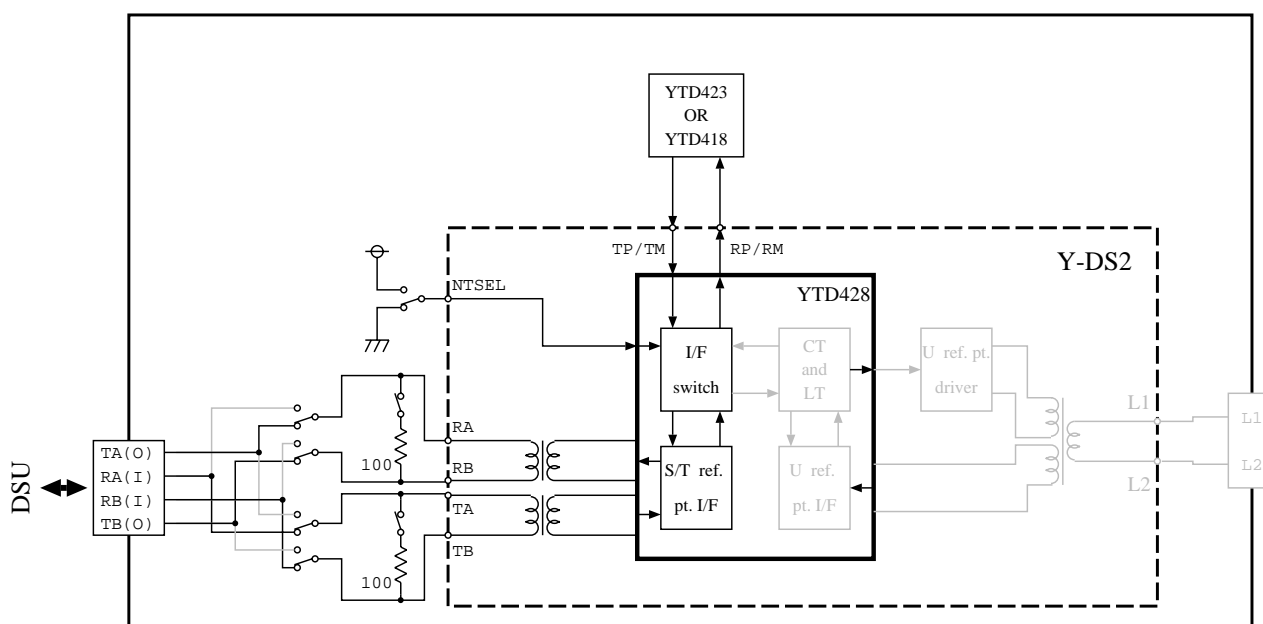 YTD423
OR
YTD418
TP/TM
RP/RM
Y-DS2
NTSEL
YTD428
I/F
switch
CT
and
LT
U ref. pt.
driver
L1
L1
L2
L2
RA
RB
TA
TB
100
100
S/T ref.
pt. I/F
U ref.
pt. I/F
DSU
TA(O)
RA(I)
RB(I)
TB(O)